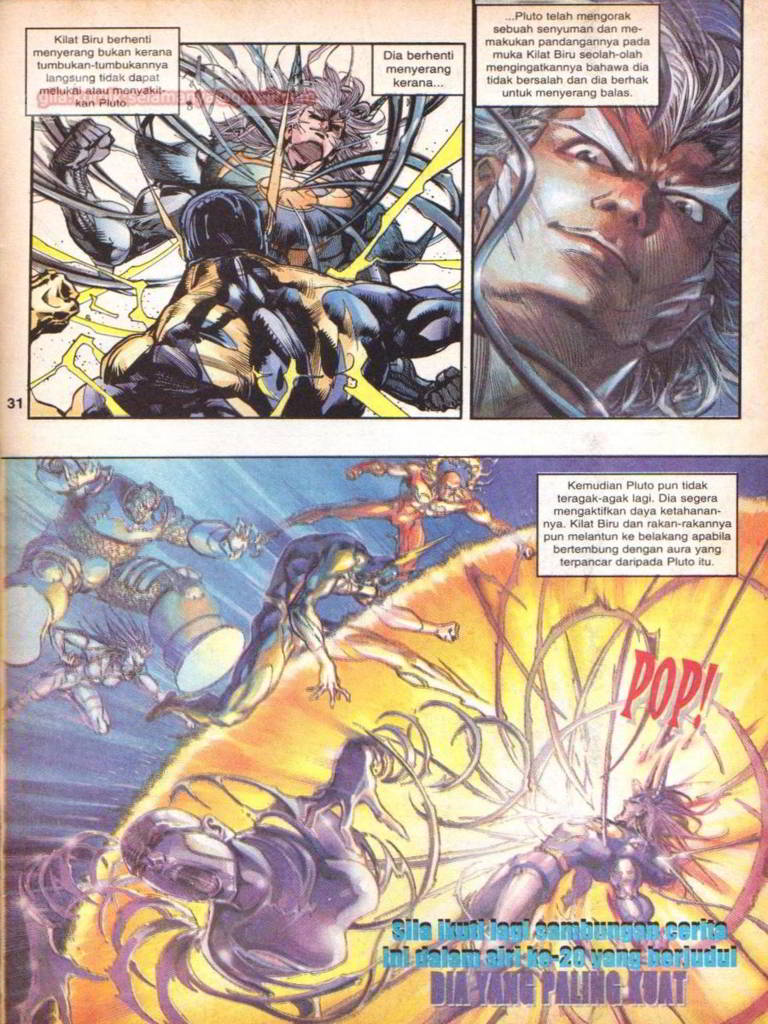 Kilat Biru berhenti
menyerang bukan kerana
tumbukan-tumbukannya
langsung tidak dapat
melukai atau menyakit-
kan Pluto.
Dia berhenti
menyerang
kerana...
...Pluto telah mengorak
sebuah senyuman dan me-
makukan pandangannya pada
muka Kilat Biru seolah-olah
mengingatkannya bahawa dia
tidak bersalah dan dia berhak
untuk menyerang balas.
31
Kemudian Pluto pun tidak
teragak-agak lagi. Dia segera
mengaktifkan daya ketahanan-
nya. Kilat Biru dan rakan-rakannya
pun melantun ke belakang apabila
bertembung dengan aura yang
terpancar daripada Pluto itu.
POP!
Sila ikuti lagi sambungan cerita
ini dalam siri ke-20 yang berjudul
DIA YANG PALING KUAT